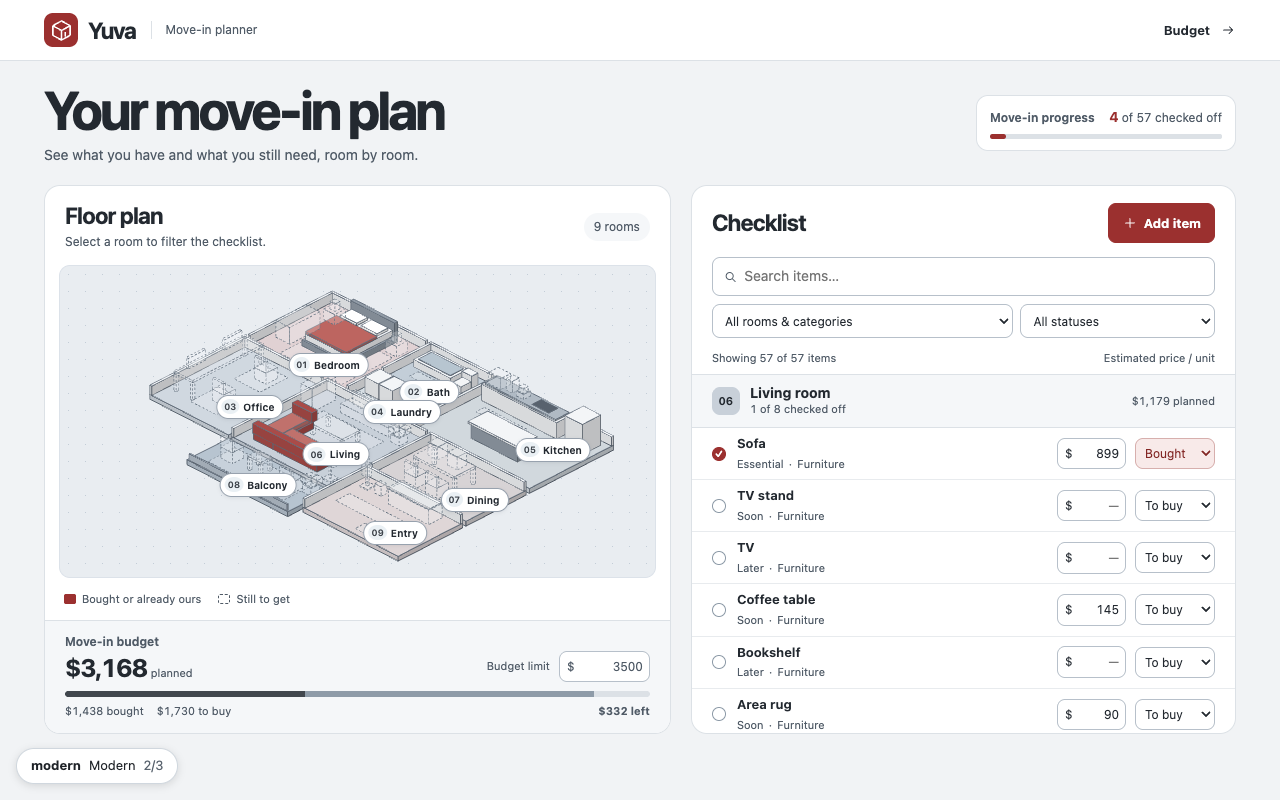 Yuva
Move-in planner
Budget →
Your move-in plan
See what you have and what you still need, room by room.
Move-in progress 4 of 57 checked off
Floor plan
Select a room to filter the checklist.
9 rooms
01 Bedroom
02 Bath
03 Office
04 Laundry
05 Kitchen
06 Living
08 Balcony
07 Dining
09 Entry
Bought or already ours
Still to get
Move-in budget
$3,168 planned
Budget limit $ 3500
$1,438 bought $1,730 to buy
$332 left
Checklist
+ Add item
Search items...
All rooms & categories
All statuses
Showing 57 of 57 items
Estimated price / unit
06 Living room
1 of 8 checked off
$1,179 planned
Sofa
Essential · Furniture
$ 899 Bought
TV stand
Soon · Furniture
$ — To buy
TV
Later · Furniture
$ — To buy
Coffee table
Soon · Furniture
$ 145 To buy
Bookshelf
Later · Furniture
$ — To buy
Area rug
Soon · Furniture
$ 90 To buy
modern Modern 2/3